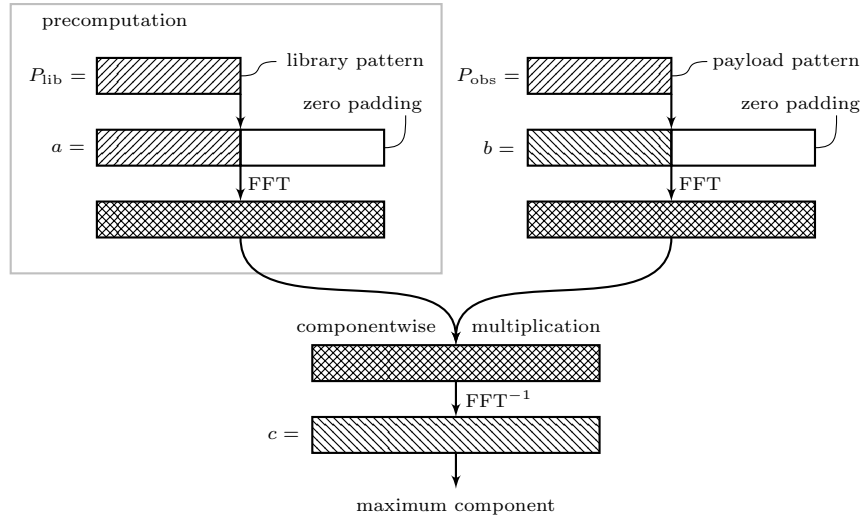 precomputation
P_lib =
library pattern
zero padding
a =
FFT
P_obs =
payload pattern
zero padding
b =
FFT
componentwise multiplication
FFT⁻¹
c =
maximum component